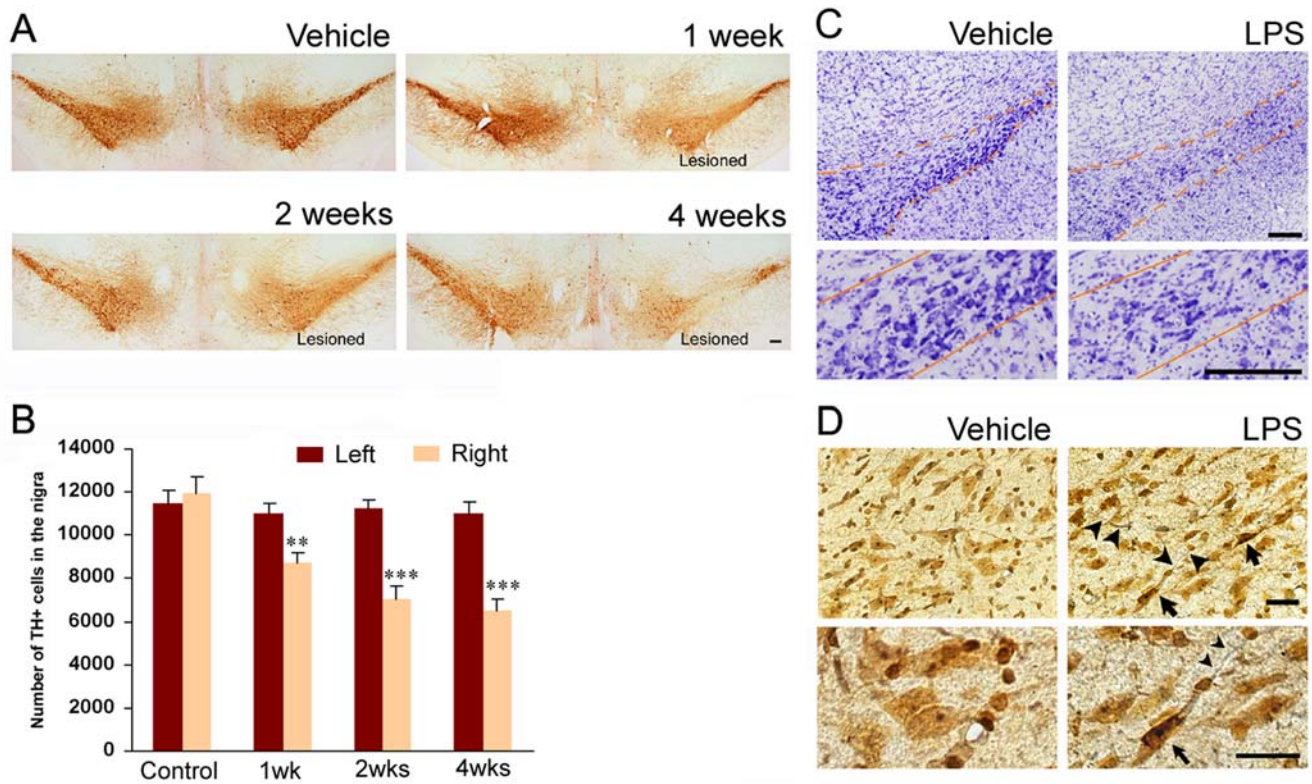 A
Vehicle
1 week
Lesioned
2 weeks
4 weeks
Lesioned
Lesioned
B
Number of TH+ cells in the nigra
14000
12000
10000
8000
6000
4000
2000
0
Left
Right
**
***
***
Control
1wk
2wks
4wks
C
Vehicle
LPS
D
Vehicle
LPS